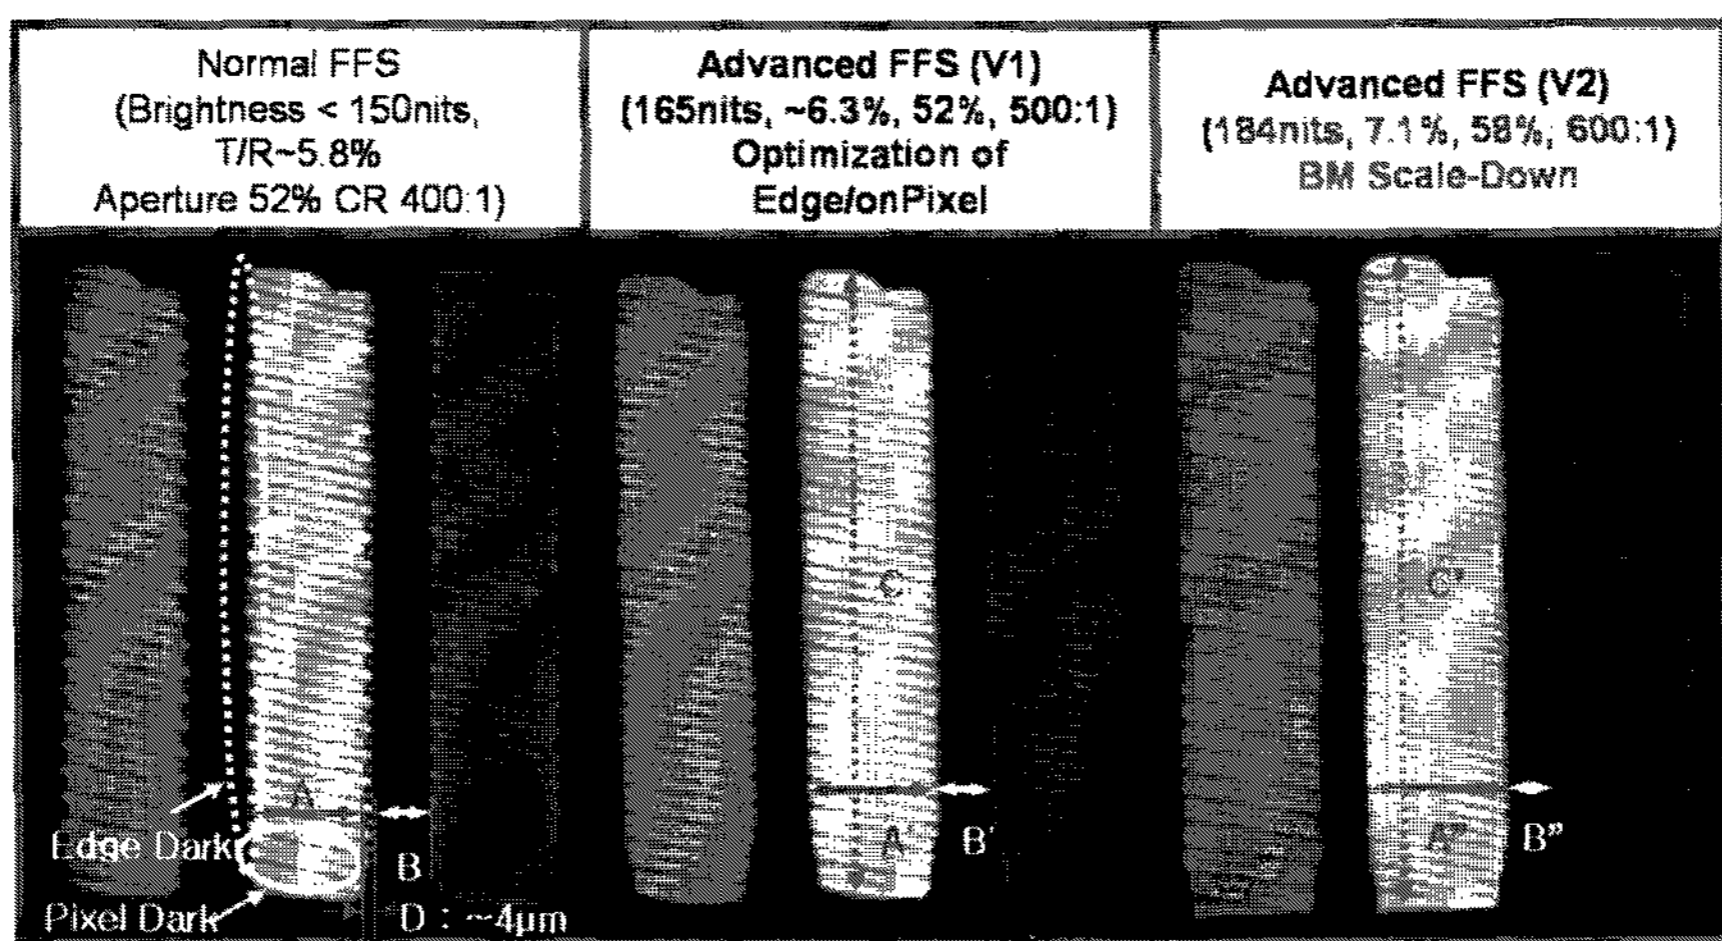 Normal FFS
(Brightness < 150nits,
T/R~5.8%
Aperture 52% CR 400:1)
Advanced FFS (V1)
(165nits, ~6.3%, 52%, 500:1)
Optimization of
Edge/onPixel
Advanced FFS (V2)
(184nits, 7.1%, 58%, 600:1)
BM Scale-Down
C
C"
A
Edge Dark
B
A'
B'
A"
B"
Pixel Dark
D : ~4μm